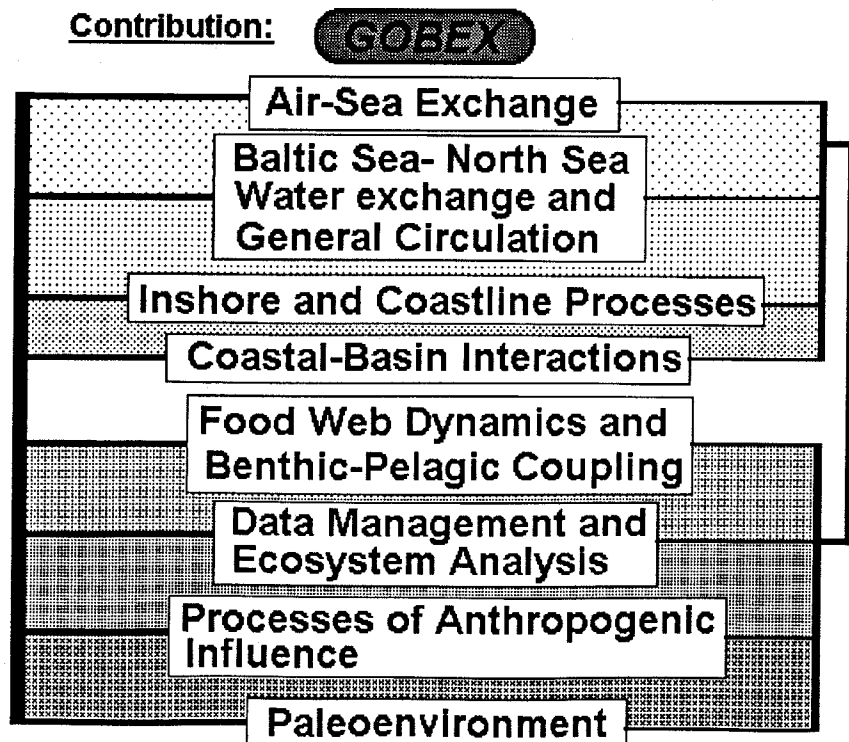 Contribution: GOBEX
Air-Sea Exchange
Baltic Sea- North Sea
Water exchange and
General Circulation
Inshore and Coastline Processes
Coastal-Basin Interactions
Food Web Dynamics and
Benthic-Pelagic Coupling
Data Management and
Ecosystem Analysis
Processes of Anthropogenic
Influence
Paleoenvironment